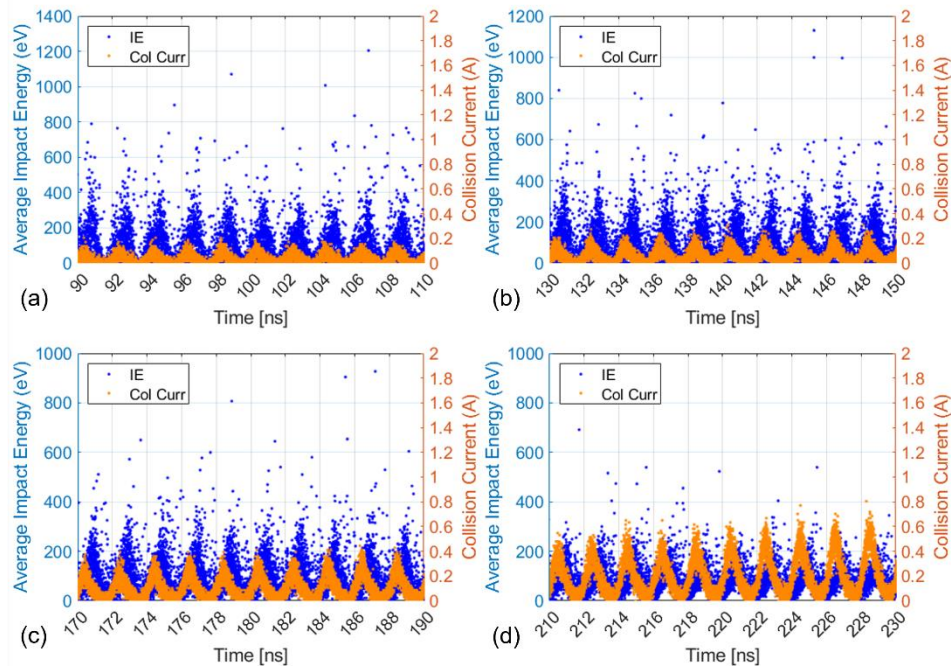 1400
1200
1000
800
600
400
200
0
Average Impact Energy (eV)
IE
Col Curr
2
1.8
1.6
1.4
1.2
1
0.8
0.6
0.4
0.2
0
Collision Current (A)
90 92 94 96 98 100 102 104 106 108 110
(a)
Time [ns]
1200
1000
800
600
400
200
0
Average Impact Energy (eV)
IE
Col Curr
2
1.8
1.6
1.4
1.2
1
0.8
0.6
0.4
0.2
0
Collision Current (A)
130 132 134 136 138 140 142 144 146 148 150
(b)
Time [ns]
1000
800
600
400
200
0
Average Impact Energy (eV)
IE
Col Curr
2
1.8
1.6
1.4
1.2
1
0.8
0.6
0.4
0.2
0
Collision Current (A)
170 172 174 176 178 180 182 184 186 188 190
(c)
Time [ns]
1000
800
600
400
200
0
Average Impact Energy (eV)
IE
Col Curr
2
1.8
1.6
1.4
1.2
1
0.8
0.6
0.4
0.2
0
Collision Current (A)
210 212 214 216 218 220 222 224 226 228 230
(d)
Time [ns]